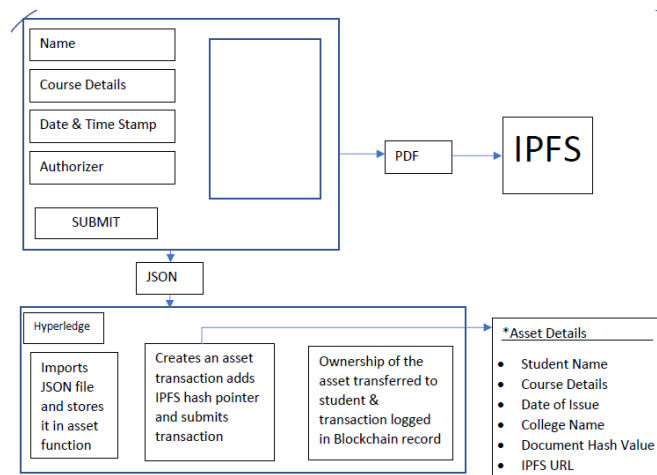 Name
Course Details
Date & Time Stamp
Authorizer
SUBMIT
PDF
IPFS
JSON
Hyperledge
Imports
JSON file
and stores
it in asset
function
Creates an asset
transaction adds
IPFS hash pointer
and submits
transaction
Ownership of the
asset transferred to
student &
transaction logged
in Blockchain record
*Asset Details
• Student Name
• Course Details
• Date of Issue
• College Name
• Document Hash Value
• IPFS URL